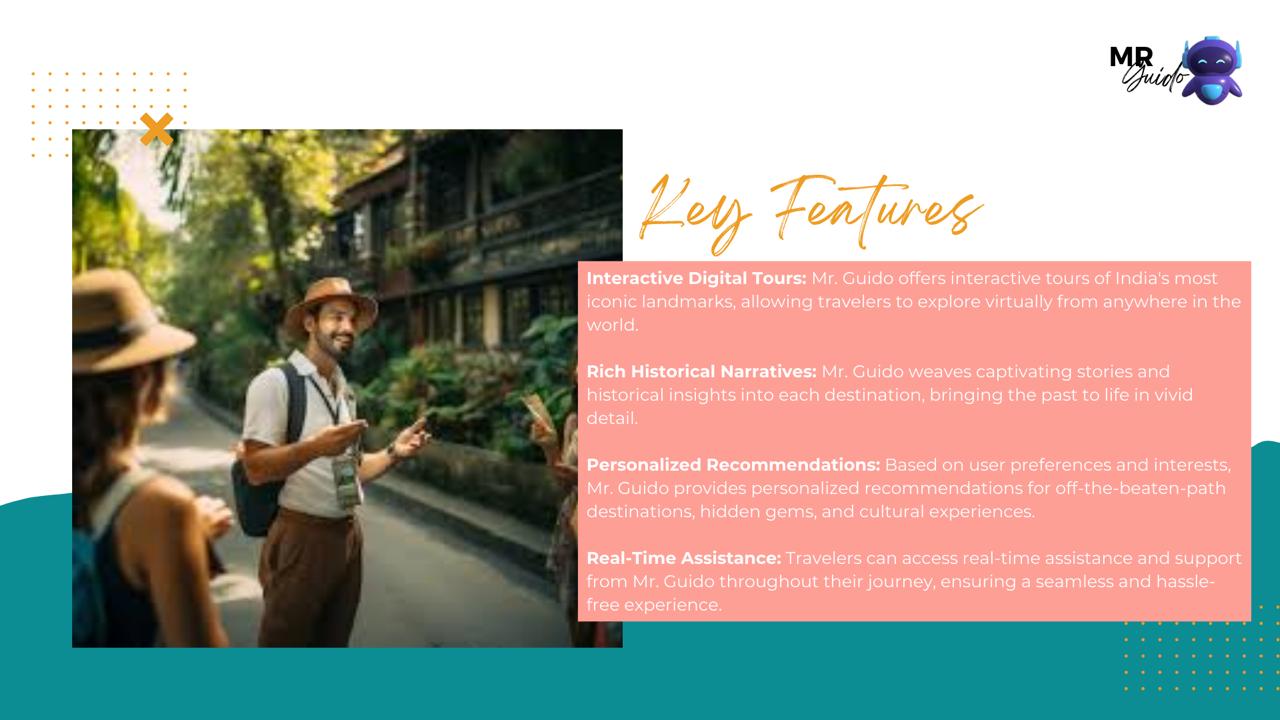 MR
Guido
Key Features
Interactive Digital Tours: Mr. Guido offers interactive tours of India's most
iconic landmarks, allowing travelers to explore virtually from anywhere in the
world.
Rich Historical Narratives: Mr. Guido weaves captivating stories and
historical insights into each destination, bringing the past to life in vivid
detail.
Personalized Recommendations: Based on user preferences and interests,
Mr. Guido provides personalized recommendations for off-the-beaten-path
destinations, hidden gems, and cultural experiences.
Real-Time Assistance: Travelers can access real-time assistance and support
from Mr. Guido throughout their journey, ensuring a seamless and hassle-
free experience.